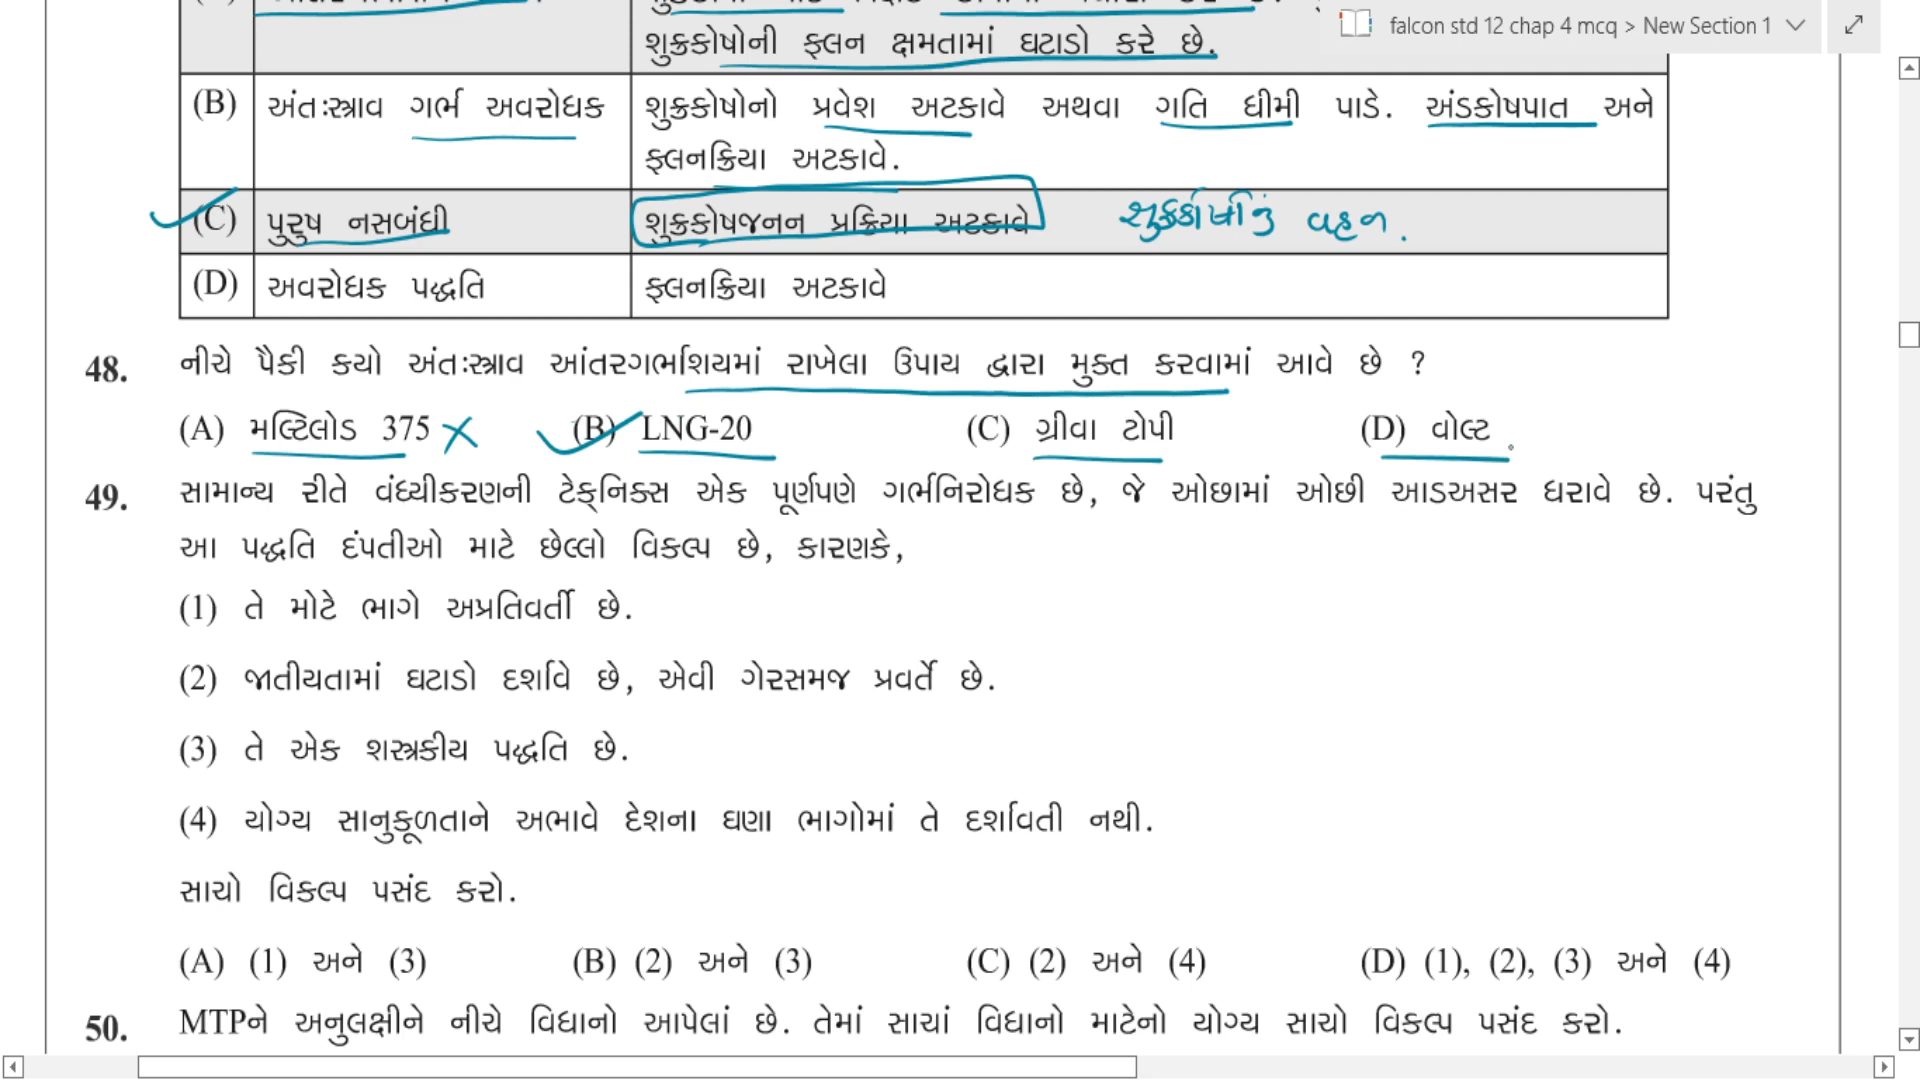 falcon std 12 chap 4 mcq > New Section 1
શુક્રકોષોની ફલન ક્ષમતામાં ઘટાડો કરે છે.
(B) અંતઃસ્ત્રાવ ગર્ભ અવરોધક શુક્રકોષોનો પ્રવેશ અટકાવે અથવા ગતિ ધીમી પાડે. અંડકોષપાત અને
ફલનક્રિયા અટકાવે.
(C) પુરુષ નસબંધી શુક્રકોષજનન પ્રક્રિયા અટકાવે શુક્રકોષોનું વહન.
(D) અવરોધક પદ્ધતિ ફલનક્રિયા અટકાવે
48. નીચે પૈકી કયો અંતઃસ્ત્રાવ આંતરગર્ભાશયમાં રાખેલા ઉપાય દ્વારા મુક્ત કરવામાં આવે છે ?
(A) મલ્ટિલોડ 375 (B) LNG-20 (C) ગ્રીવા ટોપી (D) વોલ્ટ
49. સામાન્ય રીતે વંધ્યીકરણની ટેક્‌નિક્સ એક પૂર્ણપણે ગર્ભનિરોધક છે, જે ઓછામાં ઓછી આડઅસર ધરાવે છે. પરંતુ
આ પદ્ધતિ દંપતીઓ માટે છેલ્લો વિકલ્પ છે, કારણકે,
(1) તે મોટે ભાગે અપ્રતિવર્તી છે.
(2) જાતીયતામાં ઘટાડો દર્શાવે છે, એવી ગેરસમજ પ્રવર્તે છે.
(3) તે એક શસ્ત્રકીય પદ્ધતિ છે.
(4) યોગ્ય સાનુકૂળતાને અભાવે દેશના ઘણા ભાગોમાં તે દર્શાવતી નથી.
સાચો વિકલ્પ પસંદ કરો.
(A) (1) અને (3) (B) (2) અને (3) (C) (2) અને (4) (D) (1), (2), (3) અને (4)
50. MTPને અનુલક્ષીને નીચે વિધાનો આપેલાં છે. તેમાં સાચાં વિધાનો માટેનો યોગ્ય સાચો વિકલ્પ પસંદ કરો.